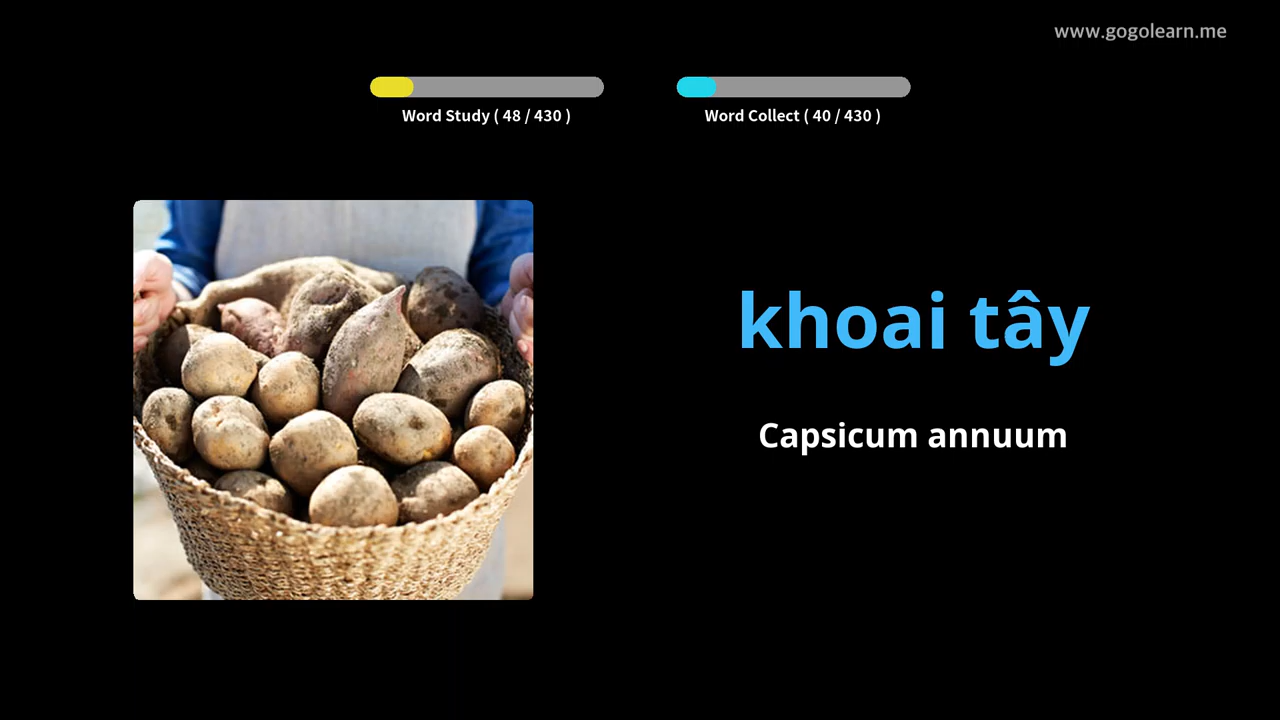 www.gogolearn.me
Word Study ( 48 / 430 )
Word Collect ( 40 / 430 )
khoai tây
Capsicum annuum